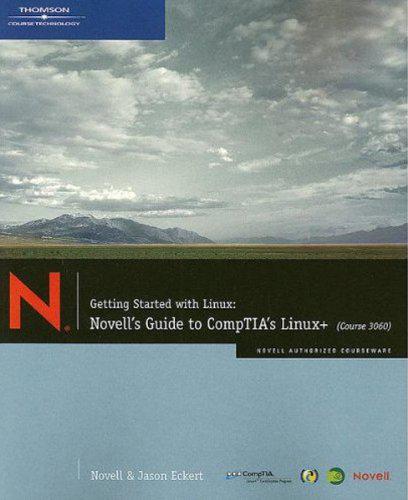 THOMSON
COURSE TECHNOLOGY
N®
Getting Started with Linux:
Novell's Guide to CompTIA's Linux+ (Course 3060)
NOVELL AUTHORIZED COURSEWARE
Novell & Jason Eckert
CompTIA
Novell